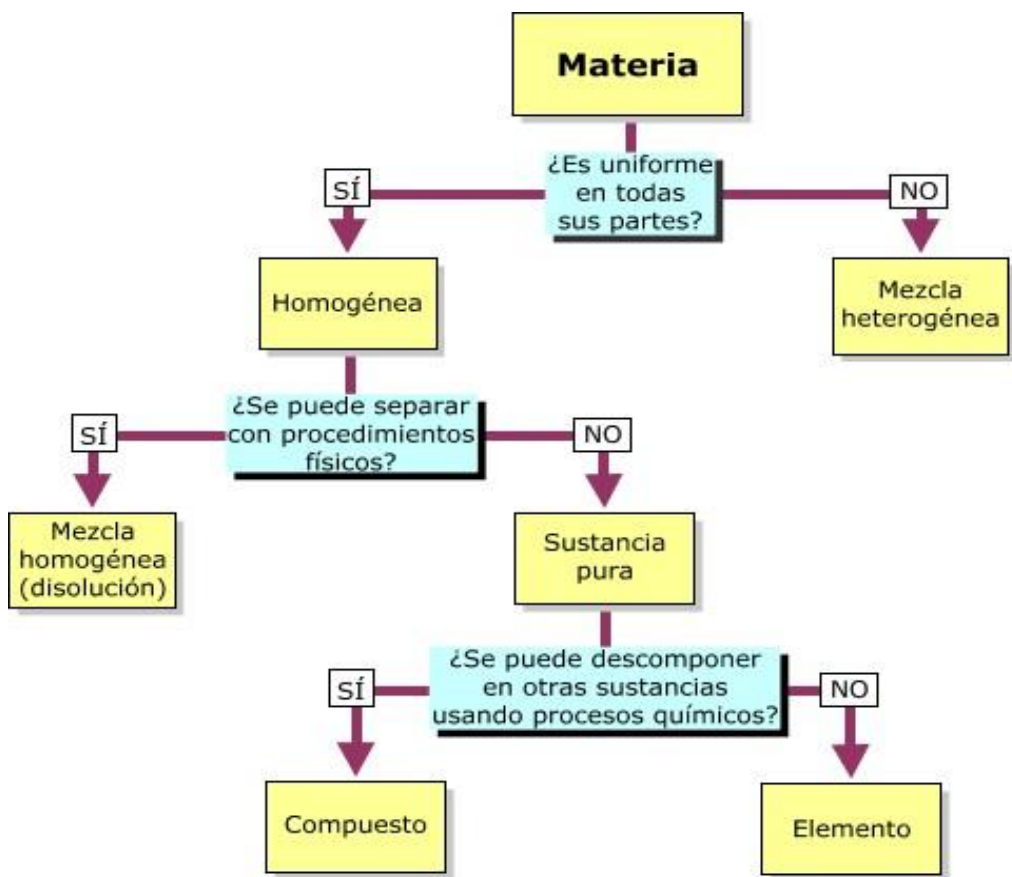 Materia
¿Es uniforme
en todas
sus partes?
SÍ
NO
Homogénea
Mezcla
heterogénea
¿Se puede separar
con procedimientos
físicos?
SÍ
NO
Mezcla
homogénea
(disolución)
Sustancia
pura
¿Se puede descomponer
en otras sustancias
usando procesos químicos?
SÍ
NO
Compuesto
Elemento